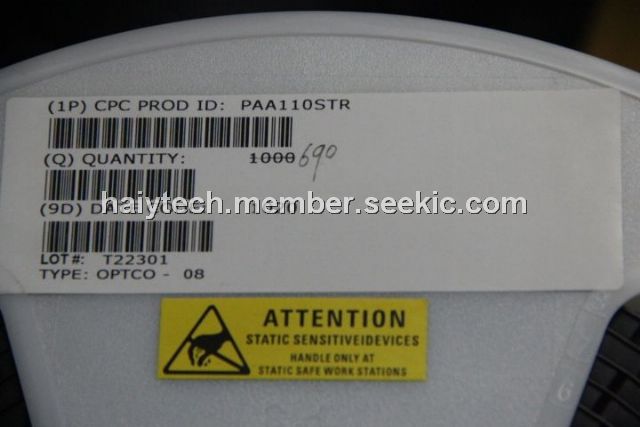 (1P) CPC PROD ID: PAA110STR
(Q) QUANTITY: 1000 690
(9D)
haiytech.member.seekic.com
LOT#: T22301
TYPE: OPTCO - 08
ATTENTION
STATIC SENSITIVEIDEVICES
HANDLE ONLY AT
STATIC SAFE WORK STATIONS